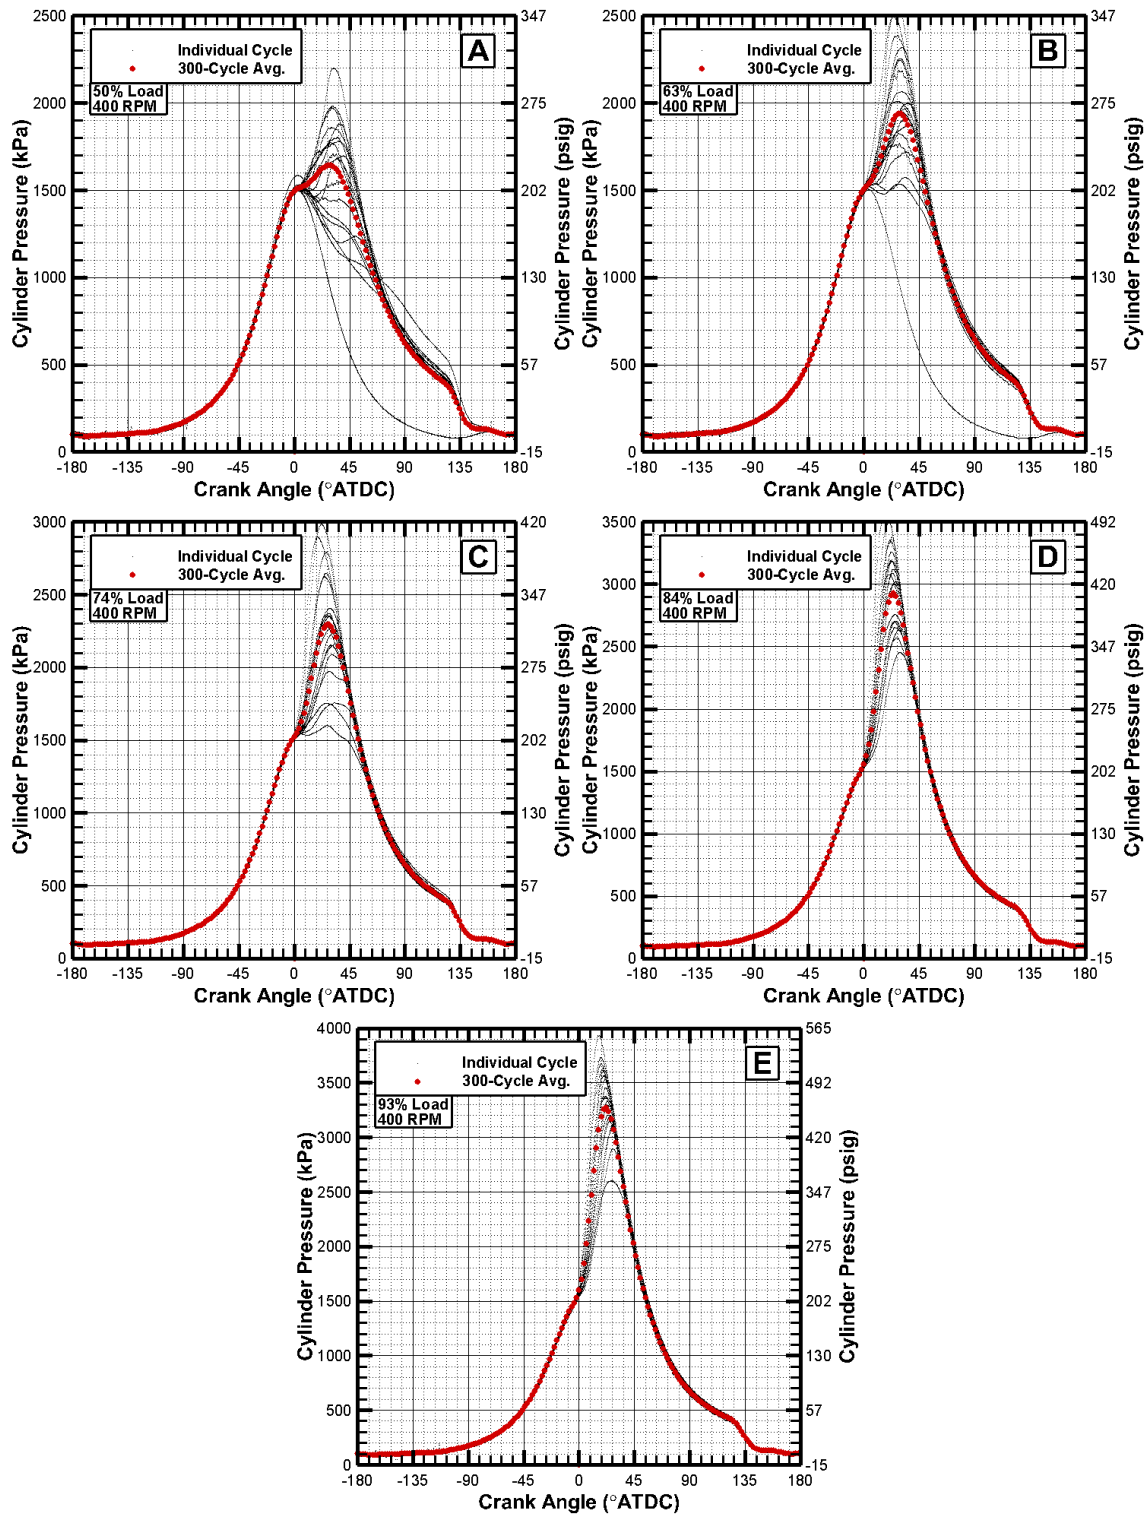 2500
2000
1500
1000
500
0
Cylinder Pressure (kPa)
Individual Cycle
300-Cycle Avg.
50% Load
400 RPM
A
347
275
202
130
57
-15
Cylinder Pressure (psig)
-180 -135 -90 -45 0 45 90 135 180
Crank Angle (°ATDC)
2500
2000
1500
1000
500
0
Cylinder Pressure (kPa)
Individual Cycle
300-Cycle Avg.
63% Load
400 RPM
B
347
275
202
130
57
-15
Cylinder Pressure (psig)
-180 -135 -90 -45 0 45 90 135 180
Crank Angle (°ATDC)
3000
2500
2000
1500
1000
500
0
Cylinder Pressure (kPa)
Individual Cycle
300-Cycle Avg.
74% Load
400 RPM
C
420
347
275
202
130
57
-15
Cylinder Pressure (psig)
-180 -135 -90 -45 0 45 90 135 180
Crank Angle (°ATDC)
3500
3000
2500
2000
1500
1000
500
0
Cylinder Pressure (kPa)
Individual Cycle
300-Cycle Avg.
84% Load
400 RPM
D
492
420
347
275
202
130
57
-15
Cylinder Pressure (psig)
-180 -135 -90 -45 0 45 90 135 180
Crank Angle (°ATDC)
4000
3500
3000
2500
2000
1500
1000
500
0
Cylinder Pressure (kPa)
Individual Cycle
300-Cycle Avg.
93% Load
400 RPM
E
565
492
420
347
275
202
130
57
-15
Cylinder Pressure (psig)
-180 -135 -90 -45 0 45 90 135 180
Crank Angle (°ATDC)